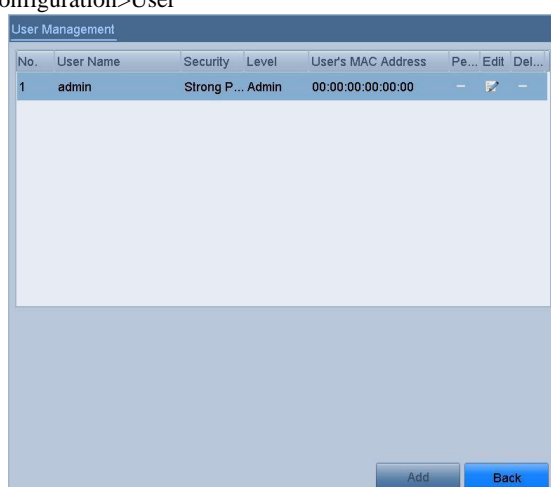 onfiguration>User
User Management
No. User Name Security Level User's MAC Address Pe... Edit Del...
1 admin Strong P... Admin 00:00:00:00:00:00 – –
Add Back